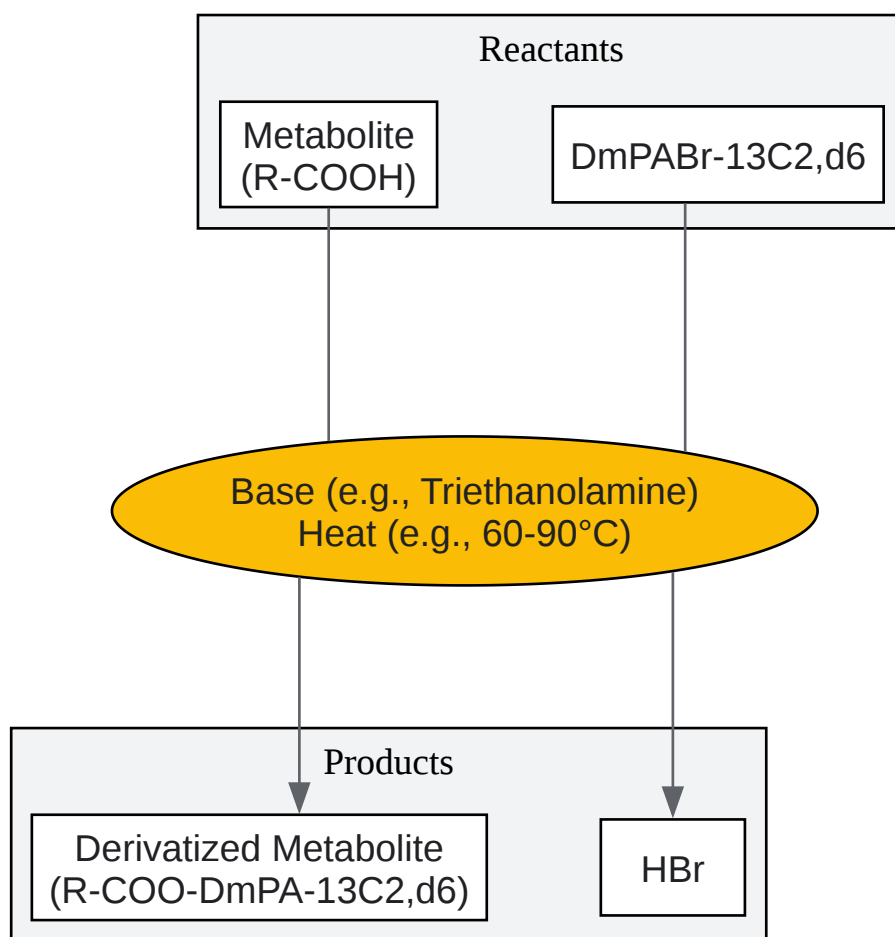 Reactants
Metabolite
(R-COOH)
DmPABr-13C2,d6
Base (e.g., Triethanolamine)
Heat (e.g., 60-90°C)
Products
Derivatized Metabolite
(R-COO-DmPA-13C2,d6)
HBr